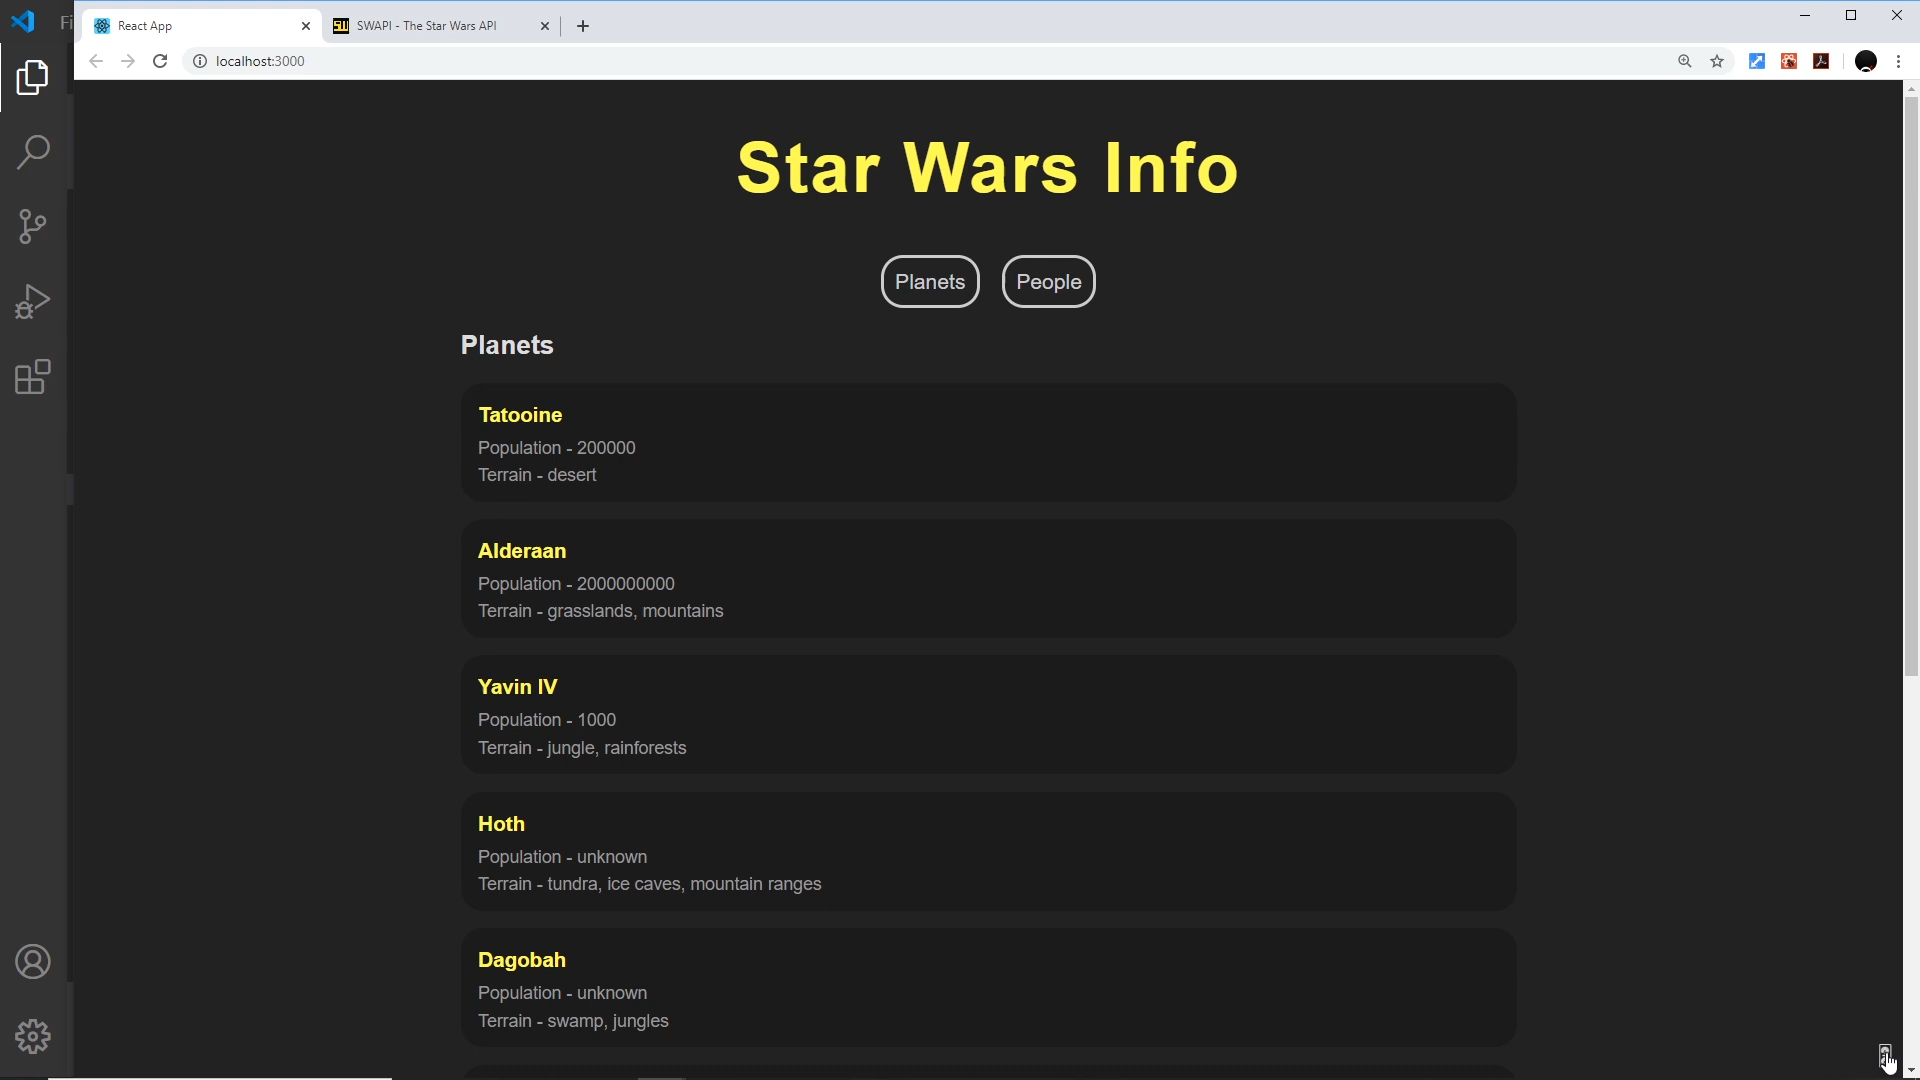 Fi
React App
SWAPI - The Star Wars API
localhost:3000
Star Wars Info
Planets
People
Planets
Tatooine
Population - 200000
Terrain - desert
Alderaan
Population - 2000000000
Terrain - grasslands, mountains
Yavin IV
Population - 1000
Terrain - jungle, rainforests
Hoth
Population - unknown
Terrain - tundra, ice caves, mountain ranges
Dagobah
Population - unknown
Terrain - swamp, jungles